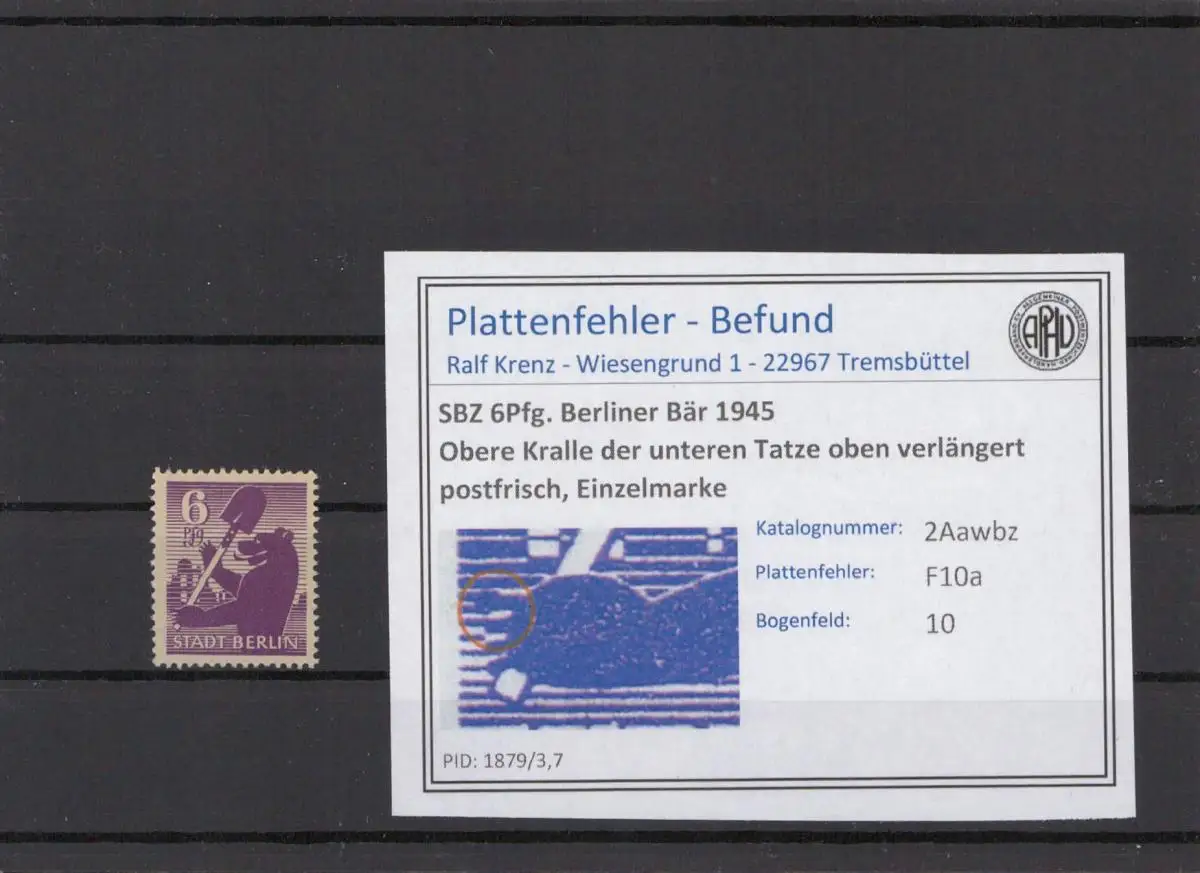 6
Pfg
STADT BERLIN
Plattenfehler - Befund
Ralf Krenz - Wiesengrund 1 - 22967 Tremsbüttel
APHV
SBZ 6Pfg. Berliner Bär 1945
Obere Kralle der unteren Tatze oben verlängert
postfrisch, Einzelmarke
Katalognummer: 2Aawbz
Plattenfehler: F10a
Bogenfeld: 10
PID: 1879/3,7